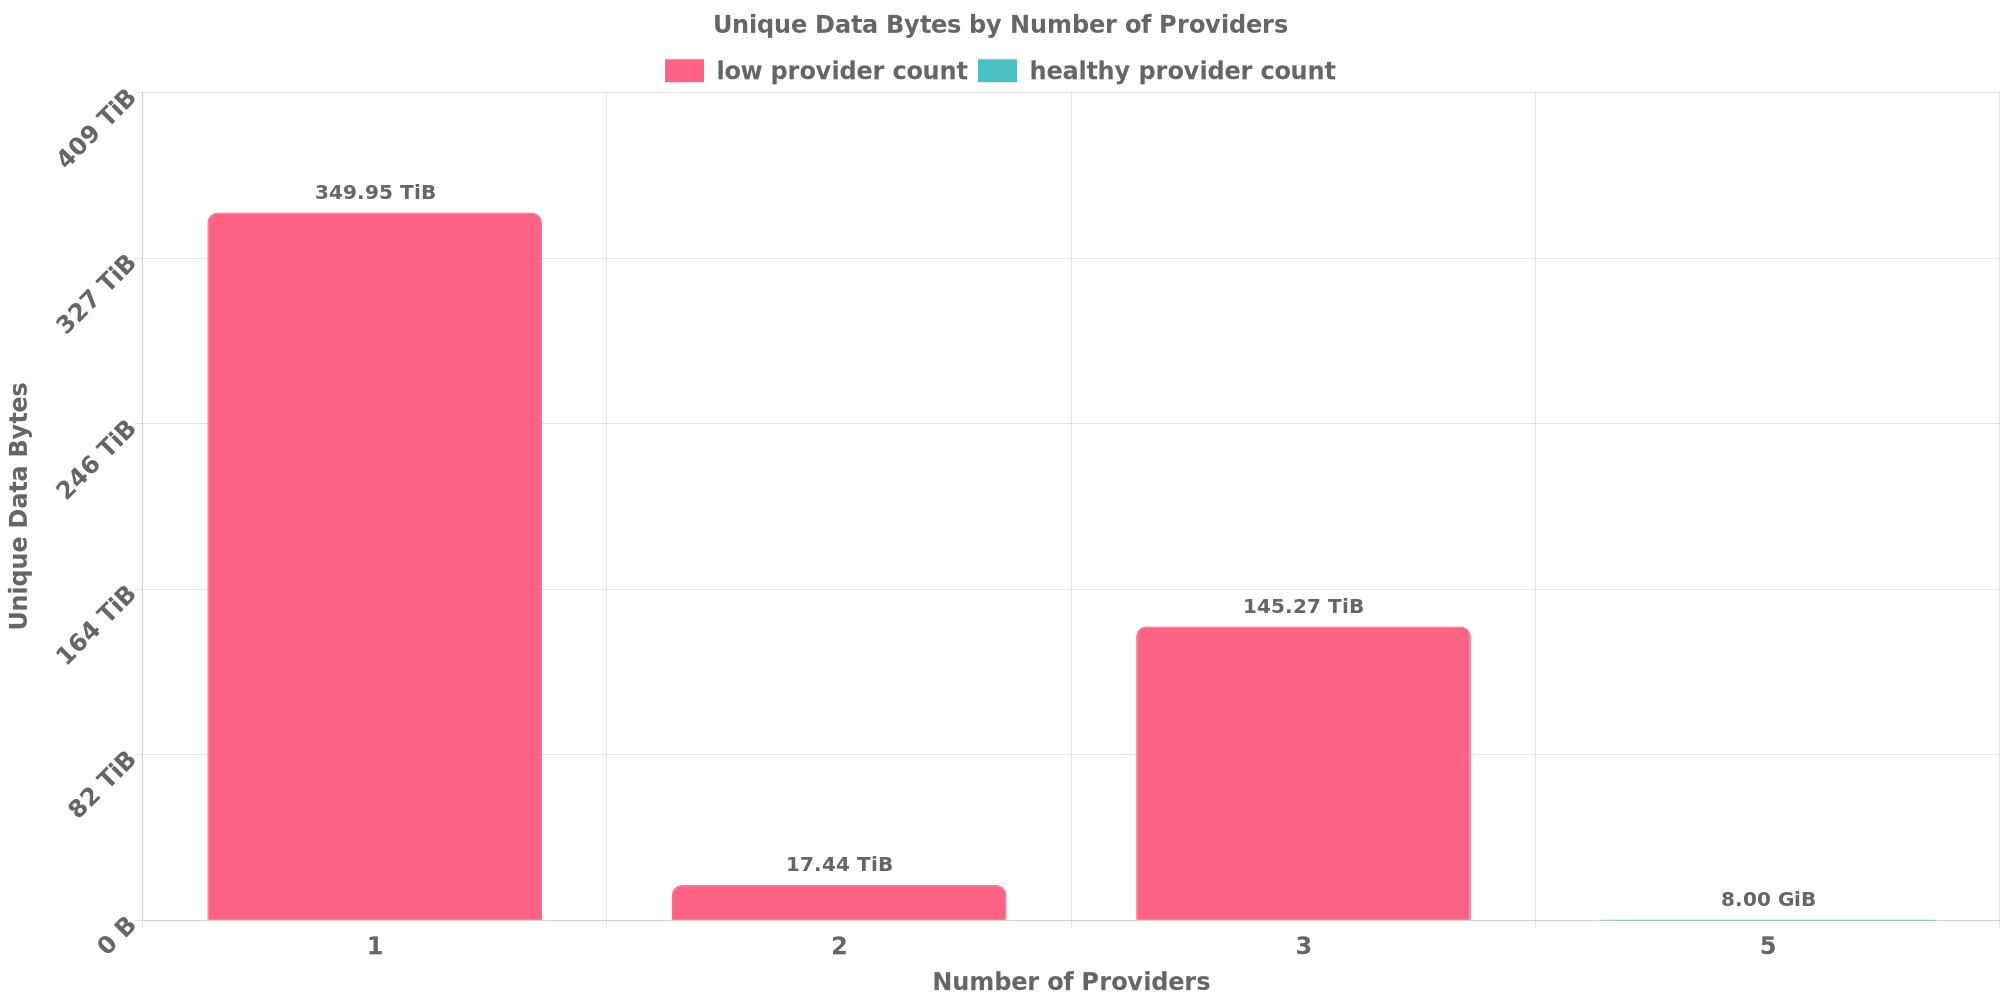 Unique Data Bytes by Number of Providers
low provider count healthy provider count
409 TiB
349.95 TiB
327 TiB
246 TiB
Unique Data Bytes
164 TiB
145.27 TiB
82 TiB
17.44 TiB
8.00 GiB
0 B
1 2 3 5
Number of Providers